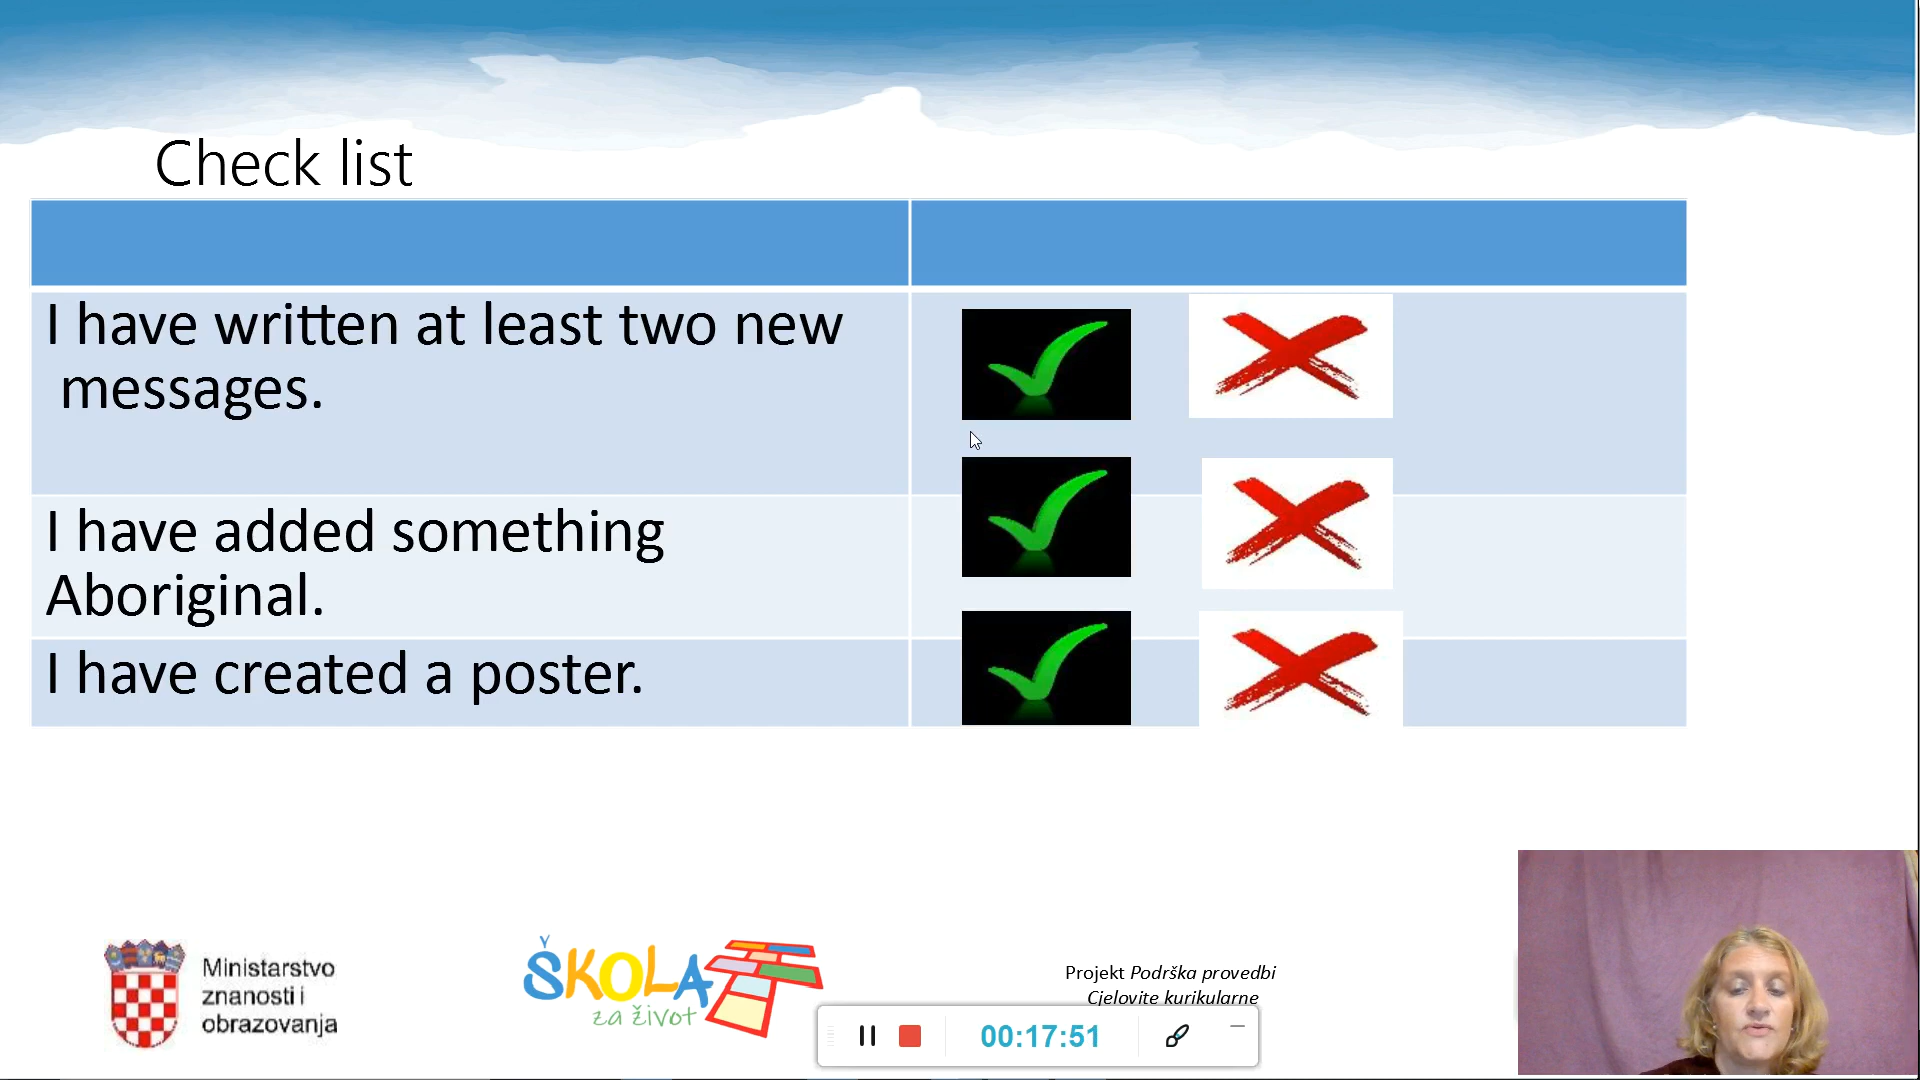 Check list
I have written at least two new
messages.
I have added something
Aboriginal.
I have created a poster.
Ministarstvo
znanosti i
obrazovanja
ŠKOLA
za život
Projekt Podrška provedbi
Cjelovite kurikularne
00:17:51